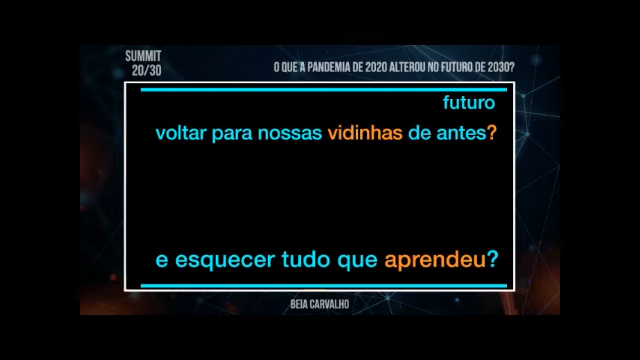 SUMMIT
20/30
O QUE A PANDEMIA DE 2020 ALTEROU NO FUTURO DE 2030?
futuro
voltar para nossas vidinhas de antes?
e esquecer tudo que aprendeu?
BEIA CARVALHO